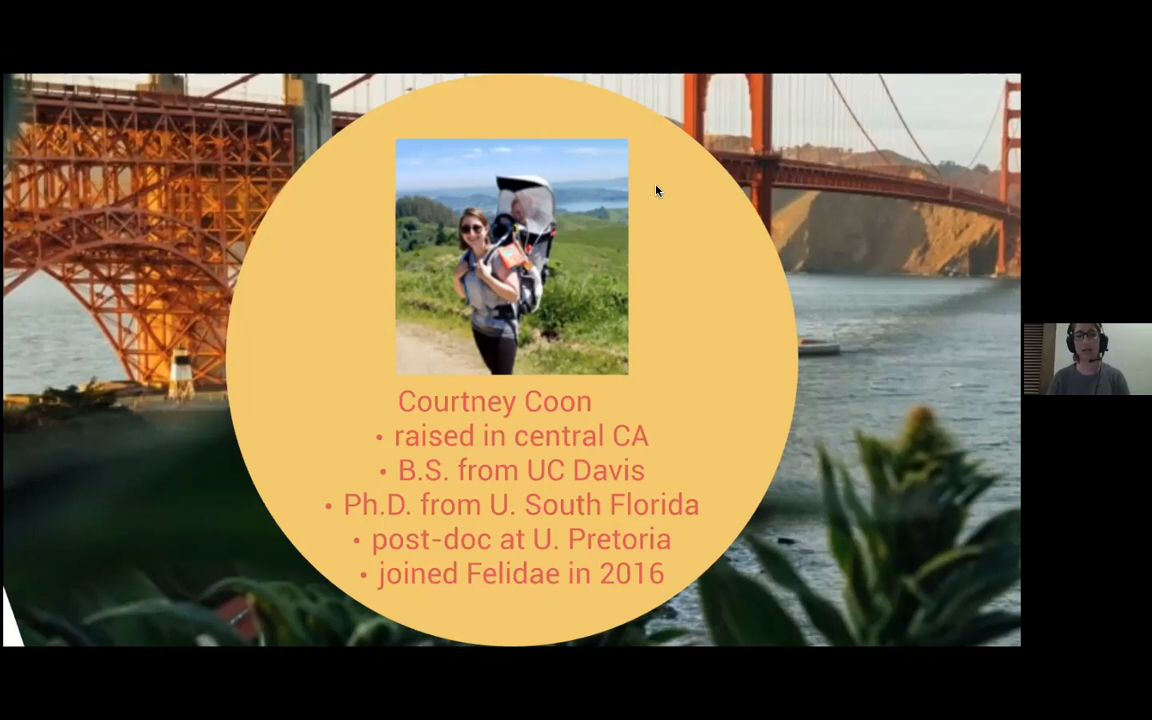 Courtney Coon
• raised in central CA
• B.S. from UC Davis
• Ph.D. from U. South Florida
• post-doc at U. Pretoria
• joined Felidae in 2016